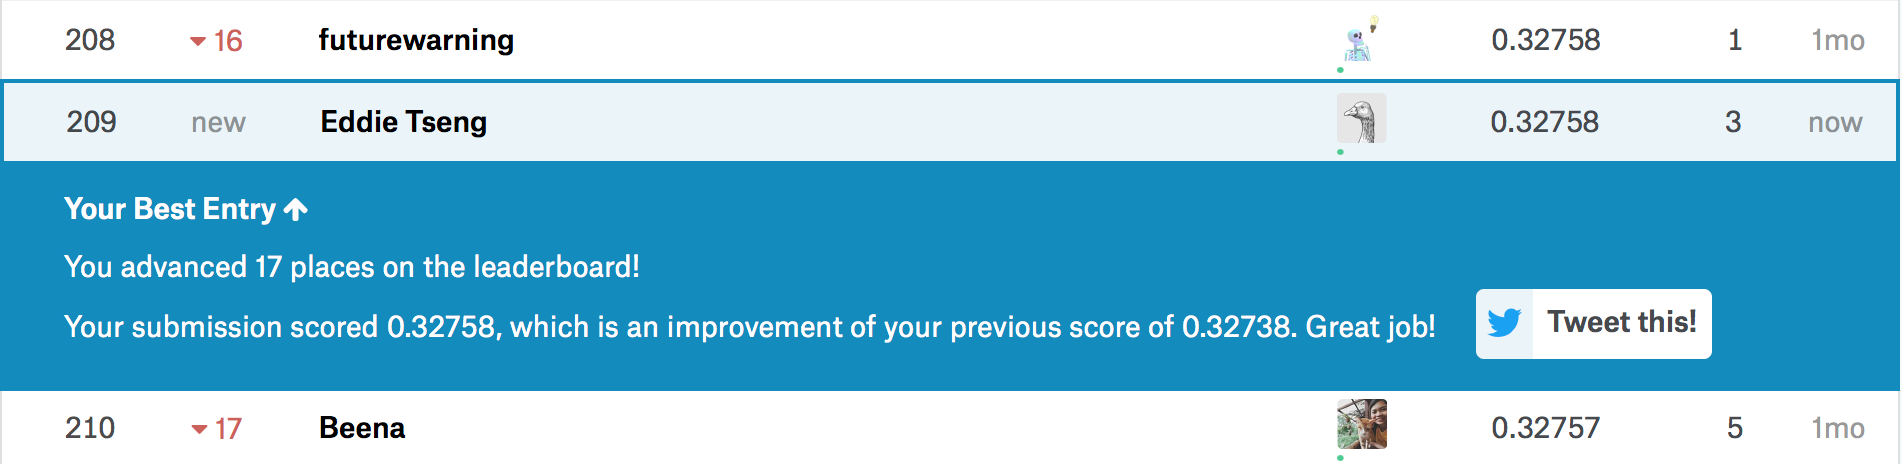 208 16 futurewarning 0.32758 1 1mo
209 new Eddie Tseng 0.32758 3 now
Your Best Entry
You advanced 17 places on the leaderboard!
Your submission scored 0.32758, which is an improvement of your previous score of 0.32738. Great job! Tweet this!
210 17 Beena 0.32757 5 1mo